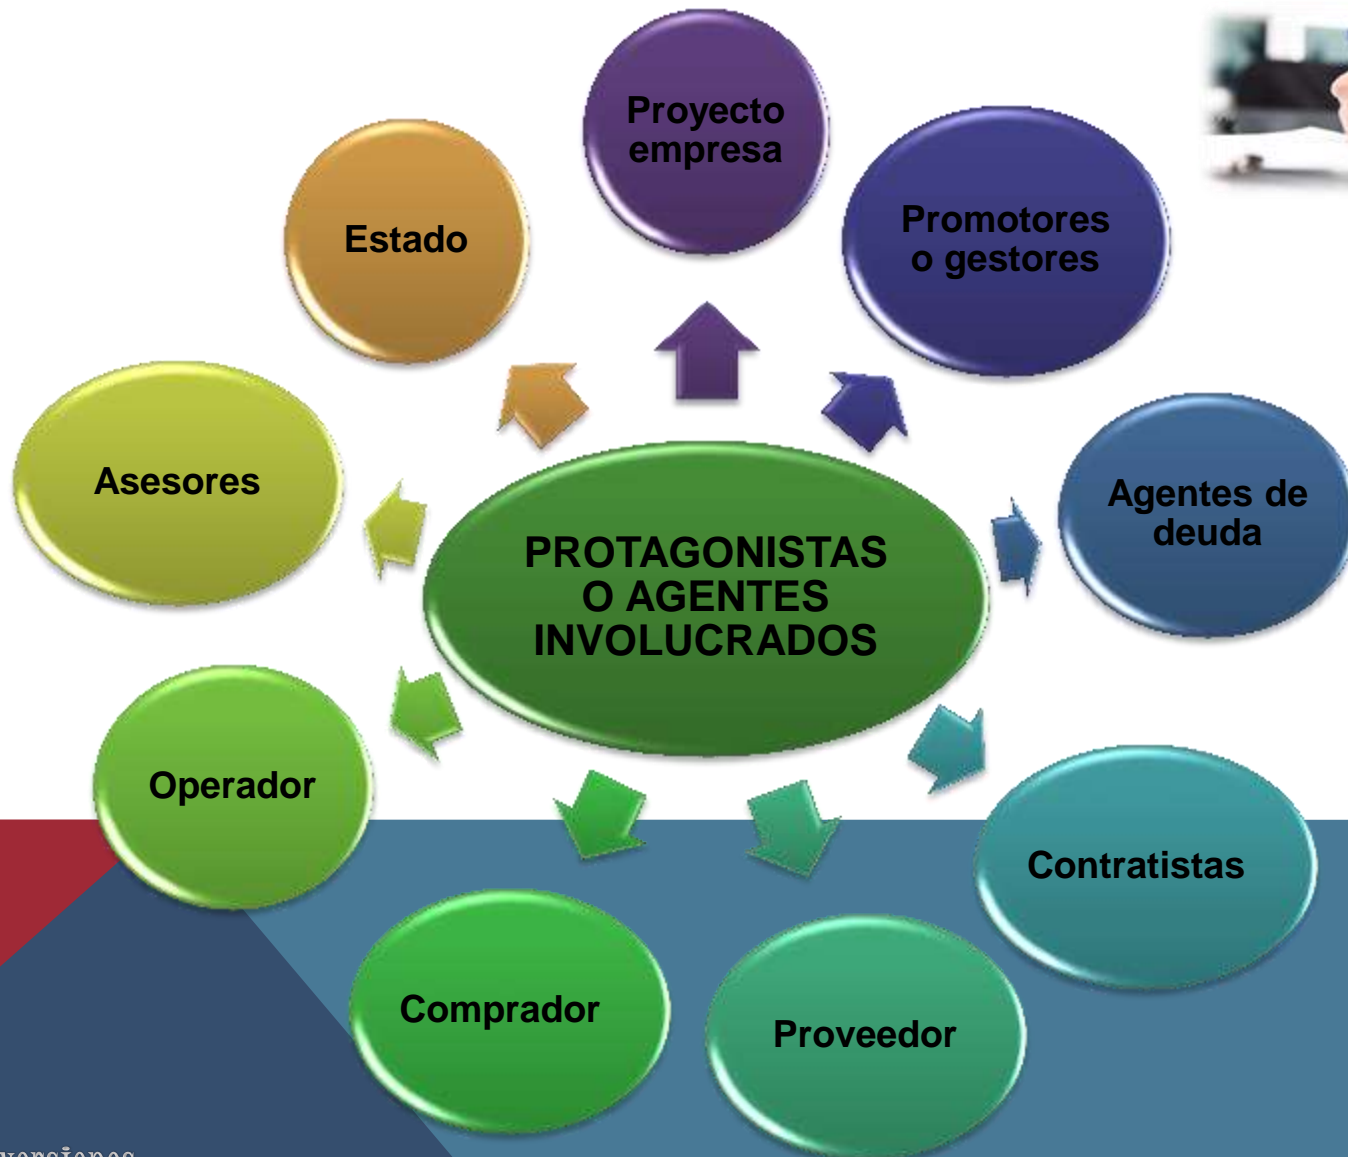 Proyecto
empresa
Promotores
o gestores
Estado
Agentes de
deuda
Asesores
PROTAGONISTAS
O AGENTES
INVOLUCRADOS
Operador
Contratistas
Comprador
Proveedor